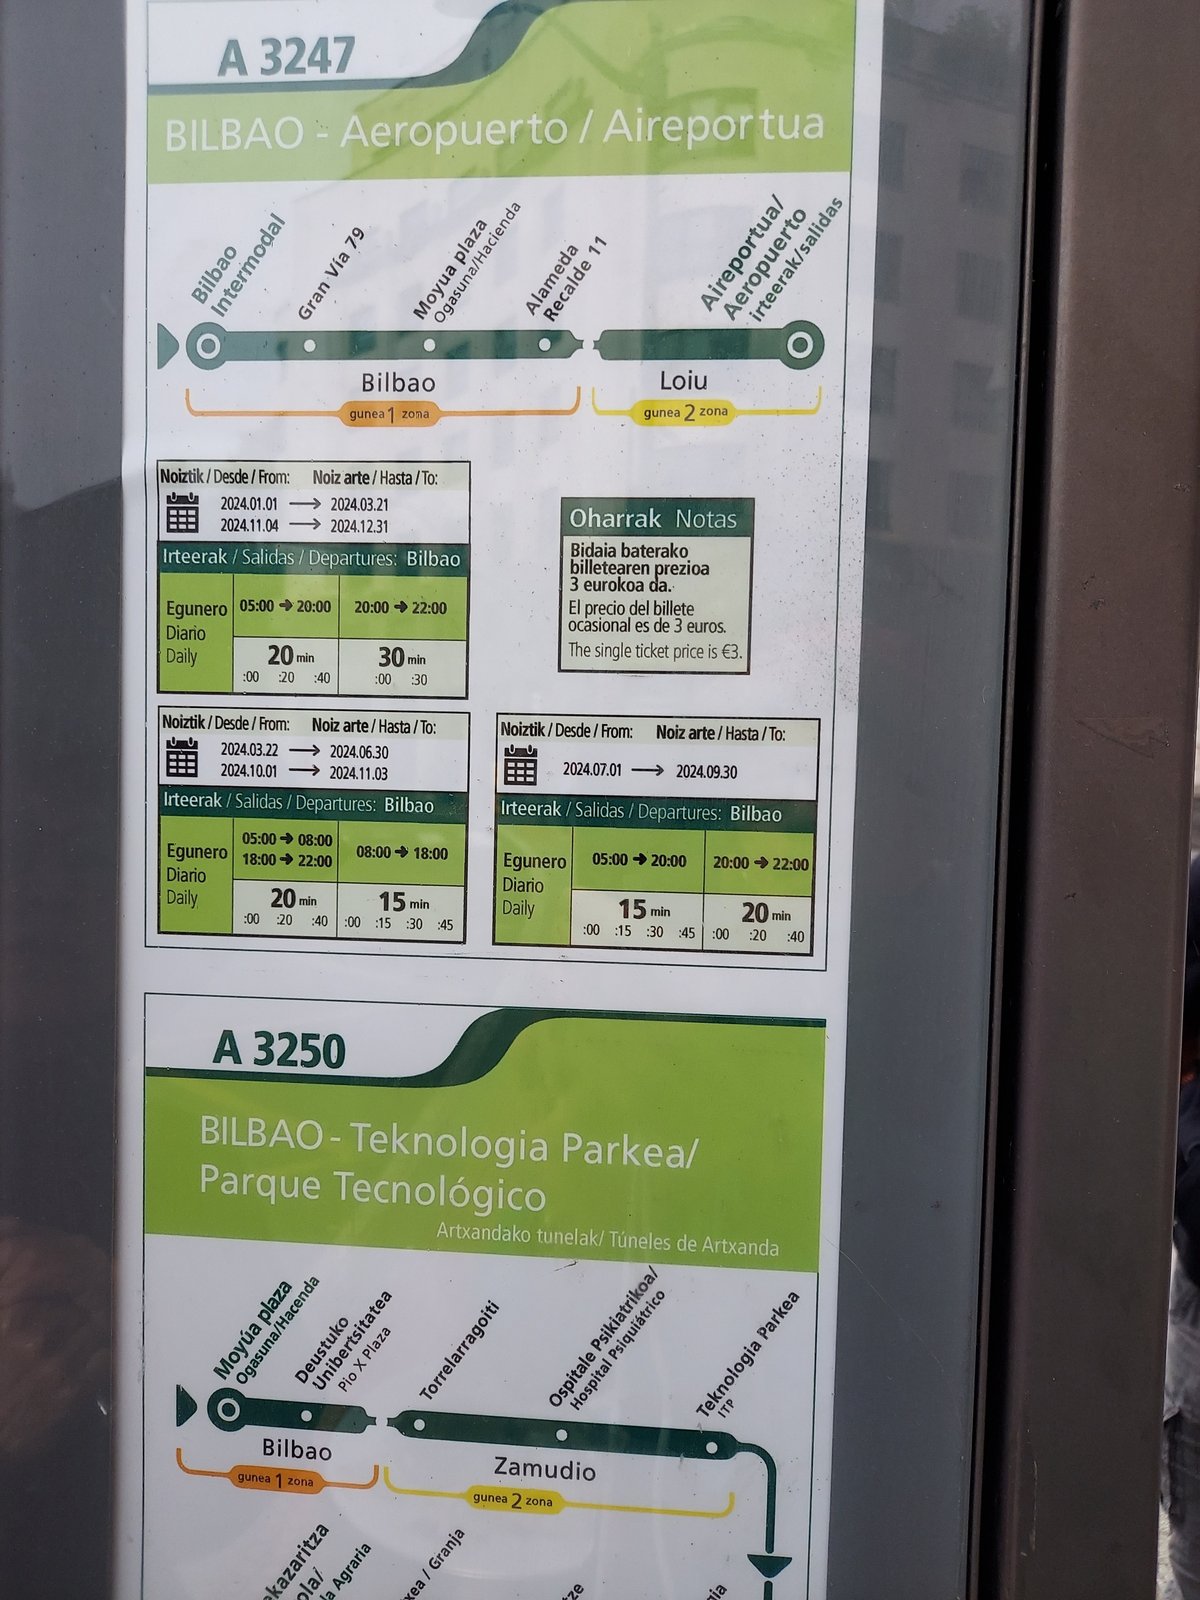 A 3247
BILBAO - Aeropuerto / Aireportua
Bilbao
Intermodal
Gran Vía 79
Moyua plaza
Ogasuna/Hacienda
Alameda
Recalde 11
Aireportua/
Aeropuerto
irteerak/salidas
Bilbao
Loiu
gunea 1 zona
gunea 2 zona
Noiztik / Desde / From: Noiz arte / Hasta / To:
2024.01.01 → 2024.03.21
2024.11.04 → 2024.12.31
Irteerak / Salidas / Departures: Bilbao
Egunero
Diario
Daily
05:00 → 20:00 20:00 → 22:00
20 min 30 min
:00 :20 :40 :00 :30
Oharrak Notas
Bidaia baterako
billetearen prezioa
3 eurokoa da.
El precio del billete
ocasional es de 3 euros.
The single ticket price is €3.
Noiztik / Desde / From: Noiz arte / Hasta / To:
2024.03.22 → 2024.06.30
2024.10.01 → 2024.11.03
Irteerak / Salidas / Departures: Bilbao
Egunero
Diario
Daily
05:00 → 08:00
18:00 → 22:00
08:00 → 18:00
20 min 15 min
:00 :20 :40 :00 :15 :30 :45
Noiztik / Desde / From: Noiz arte / Hasta / To:
2024.07.01 → 2024.09.30
Irteerak / Salidas / Departures: Bilbao
Egunero
Diario
Daily
05:00 → 20:00 20:00 → 22:00
15 min 20 min
:00 :15 :30 :45 :00 :20 :40
A 3250
BILBAO - Teknologia Parkea/
Parque Tecnológico
Artxandako tunelak/ Túneles de Artxanda
Moyúa plaza
Ogasuna/Hacenda
Deustuko
Unibertsitatea
Pio X Plaza
Torrelarragoiti
Ospitale Psikiatrikoa/
Hospital Psiquiátrico
Teknologia Parkea
ITP
Bilbao
Zamudio
gunea 1 zona
gunea 2 zona
ekazaritza
ola/
la Agraria
xea / Granja
tze
gia